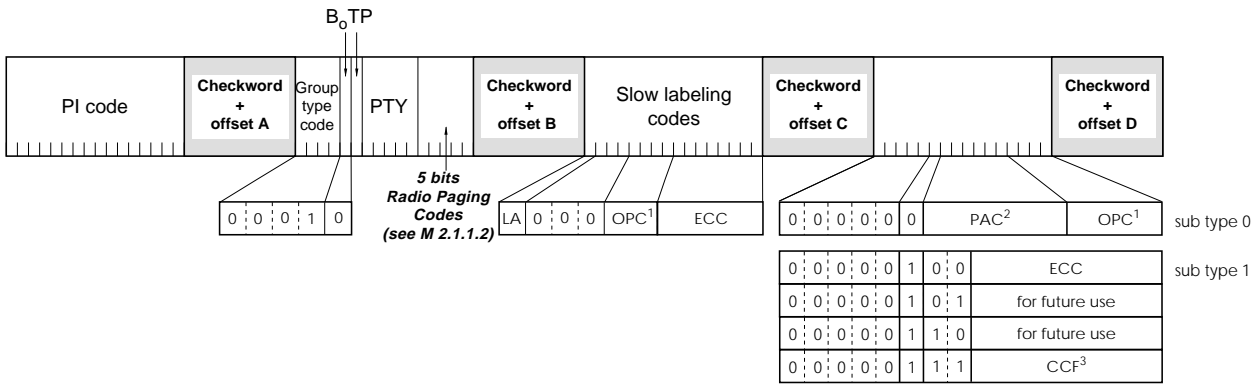 BoTP
PI code
Checkword
+
offset A
Group
type
code
PTY
Checkword
+
offset B
Slow labeling
codes
Checkword
+
offset C
Checkword
+
offset D
5 bits
Radio Paging
Codes
(see M 2.1.1.2)
0 0 0 1 0
LA 0 0 0 OPC1 ECC
0 0 0 0 0 0 PAC2 OPC1 sub type 0
0 0 0 0 0 1 0 0 ECC sub type 1
0 0 0 0 0 1 0 1 for future use
0 0 0 0 0 1 1 0 for future use
0 0 0 0 0 1 1 1 CCF3